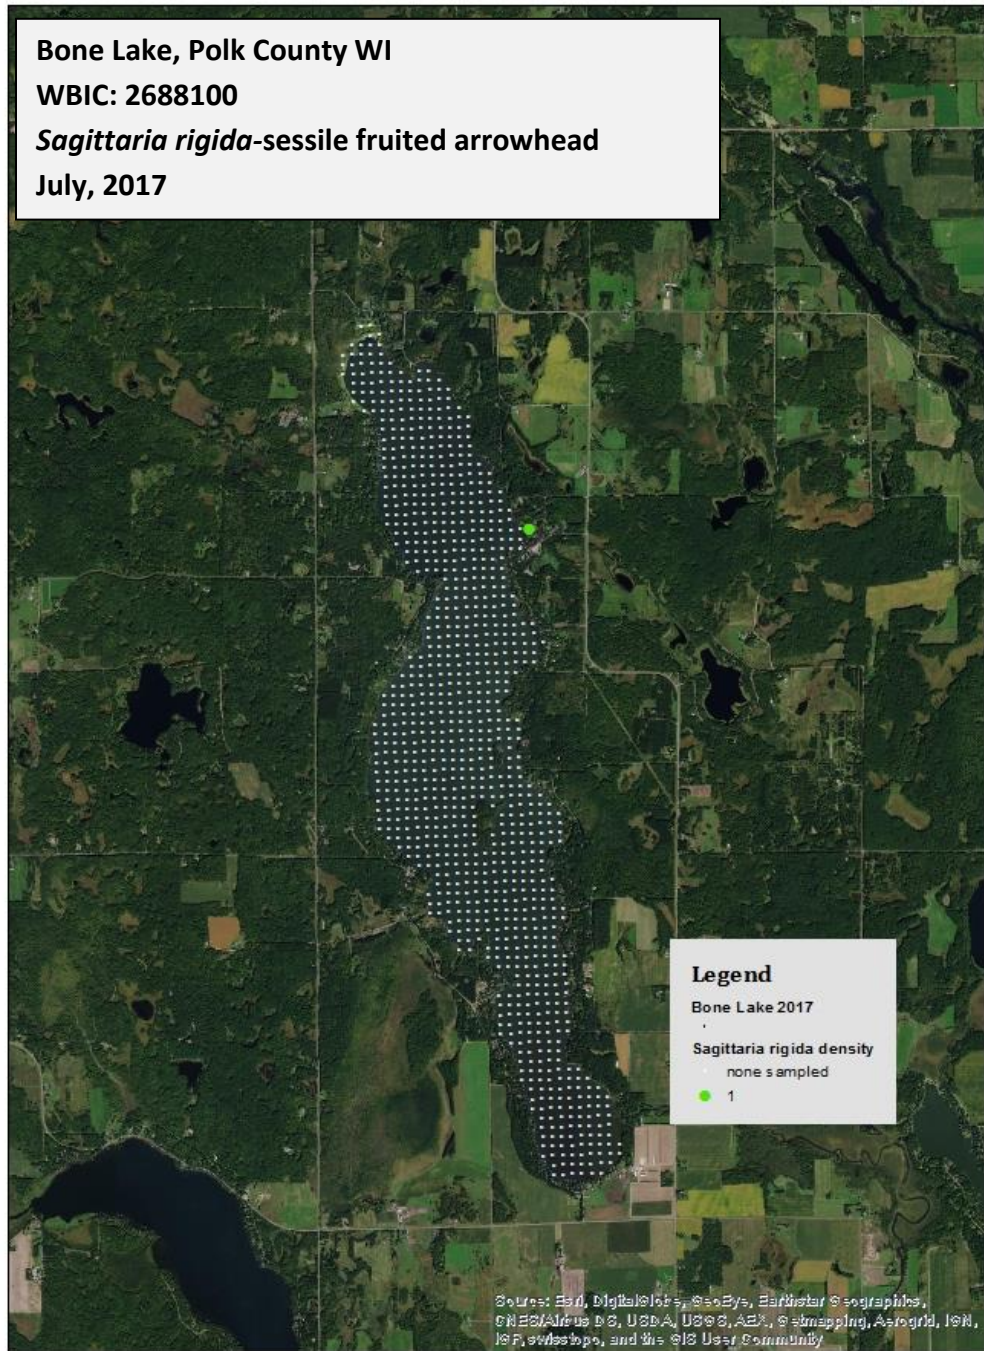 Bone Lake, Polk County WI
WBIC: 2688100
Sagittaria rigida-sessile fruited arrowhead
July, 2017
Legend
Bone Lake 2017
Sagittaria rigida density
none sampled
1
Source: Esri, DigitalGlobe, GeoEye, Earthstar Geographics,
CNES/Airbus DS, USDA, USGS, AEX, Getmapping, Aerogrid, IGN,
IGP, swisstopo, and the GIS User Community